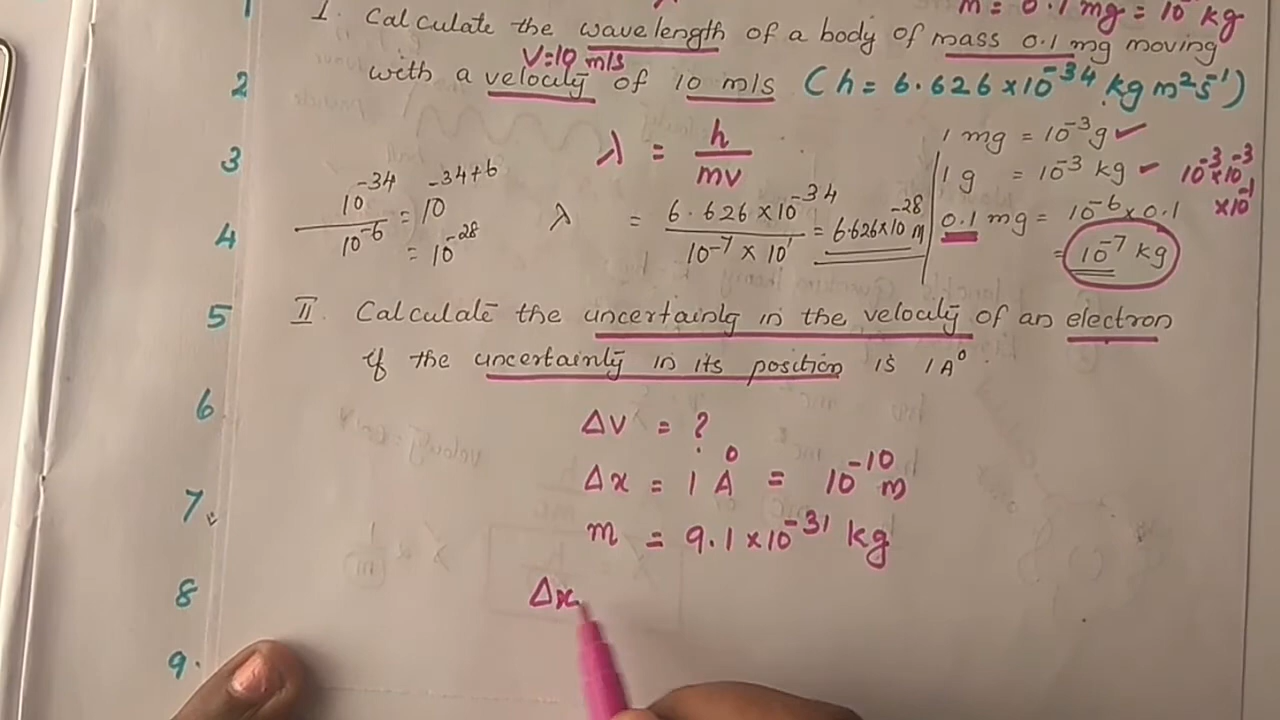 1
m = 0.1 mg = 10 kg
I. Calculate the wavelength of a body of mass 0.1 mg moving
V=10 m/s
2
with a velocity of 10 m/s (h = 6.626×10⁻³⁴ kg m²s⁻¹)
3
λ = h/mv
1 mg = 10⁻³g ✓
1 g = 10⁻³ kg ✓
10⁻³×10⁻³
×10⁻¹
0.1 mg = 10⁻⁶×0.1
= 10⁻⁷ kg
4
10⁻³⁴/10⁻⁶ = 10⁻³⁴⁺⁶
= 10⁻²⁸
λ = 6.626×10⁻³⁴/10⁻⁷×10¹ = 6.626×10⁻²⁸ m
5
II. Calculate the uncertainty in the velocity of an electron
if the uncertainty in its position is 1A⁰.
6
ΔV = ?
Δx = 1 Å = 10⁻¹⁰ m
7
m = 9.1×10⁻³¹ kg
8
Δx
9.